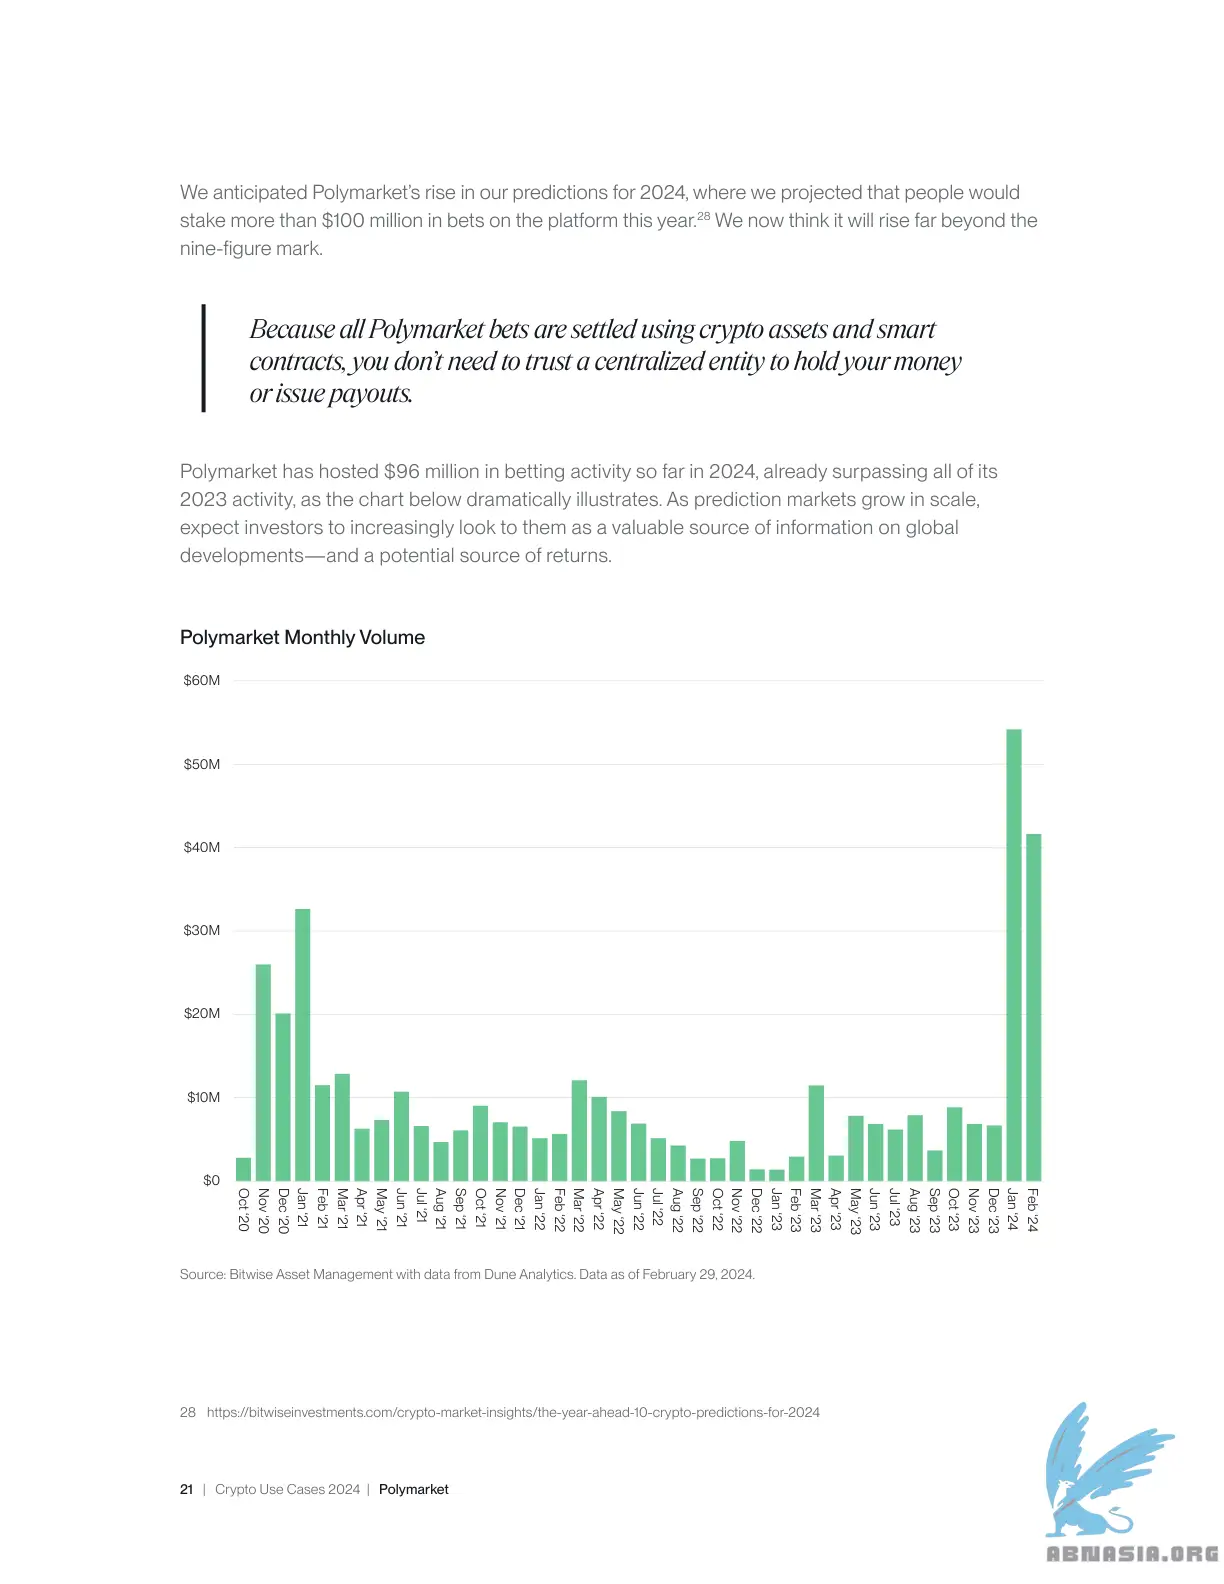 We anticipated Polymarket’s rise in our predictions for 2024, where we projected that people would
stake more than $100 million in bets on the platform this year.28 We now think it will rise far beyond the
nine-figure mark.
Because all Polymarket bets are settled using crypto assets and smart
contracts, you don’t need to trust a centralized entity to hold your money
or issue payouts.
Polymarket has hosted $96 million in betting activity so far in 2024, already surpassing all of its
2023 activity, as the chart below dramatically illustrates. As prediction markets grow in scale,
expect investors to increasingly look to them as a valuable source of information on global
developments—and a potential source of returns.
Polymarket Monthly Volume
$60M
$50M
$40M
$30M
$20M
$10M
$0
Oct ‘20
Nov ‘20
Dec ‘20
Jan ‘21
Feb ‘21
Mar ‘21
Apr ‘21
May ‘21
Jun ‘21
Jul ‘21
Aug ‘21
Sep ‘21
Oct ‘21
Nov ‘21
Dec ‘21
Jan ‘22
Feb ‘22
Mar ‘22
Apr ‘22
May ‘22
Jun ‘22
Jul ‘22
Aug ‘22
Sep ‘22
Oct ‘22
Nov ‘22
Dec ‘22
Jan ‘23
Feb ‘23
Mar ‘23
Apr ‘23
May ‘23
Jun ‘23
Jul ‘23
Aug ‘23
Sep ‘23
Oct ‘23
Nov ‘23
Dec ‘23
Jan ‘24
Feb ‘24
Source: Bitwise Asset Management with data from Dune Analytics. Data as of February 29, 2024.
28 https://bitwiseinvestments.com/crypto-market-insights/the-year-ahead-10-crypto-predictions-for-2024
21 | Crypto Use Cases 2024 | Polymarket
ABNASIA.ORG